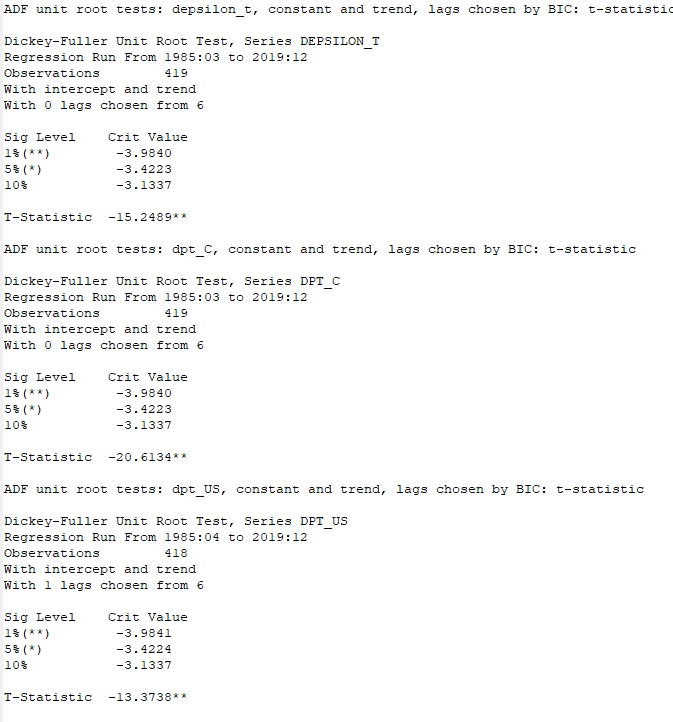 ADF unit root tests: depsilon_t, constant and trend, lags chosen by BIC: t-statistic
Dickey-Fuller Unit Root Test, Series DEPSILON_T
Regression Run From 1985:03 to 2019:12
Observations 419
With intercept and trend
With 0 lags chosen from 6
Sig Level Crit Value
1%(**) -3.9840
5%(*) -3.4223
10% -3.1337
T-Statistic -15.2489**
ADF unit root tests: dpt_C, constant and trend, lags chosen by BIC: t-statistic
Dickey-Fuller Unit Root Test, Series DPT_C
Regression Run From 1985:03 to 2019:12
Observations 419
With intercept and trend
With 0 lags chosen from 6
Sig Level Crit Value
1%(**) -3.9840
5%(*) -3.4223
10% -3.1337
T-Statistic -20.6134**
ADF unit root tests: dpt_US, constant and trend, lags chosen by BIC: t-statistic
Dickey-Fuller Unit Root Test, Series DPT_US
Regression Run From 1985:04 to 2019:12
Observations 418
With intercept and trend
With 1 lags chosen from 6
Sig Level Crit Value
1%(**) -3.9841
5%(*) -3.4224
10% -3.1337
T-Statistic -13.3738**